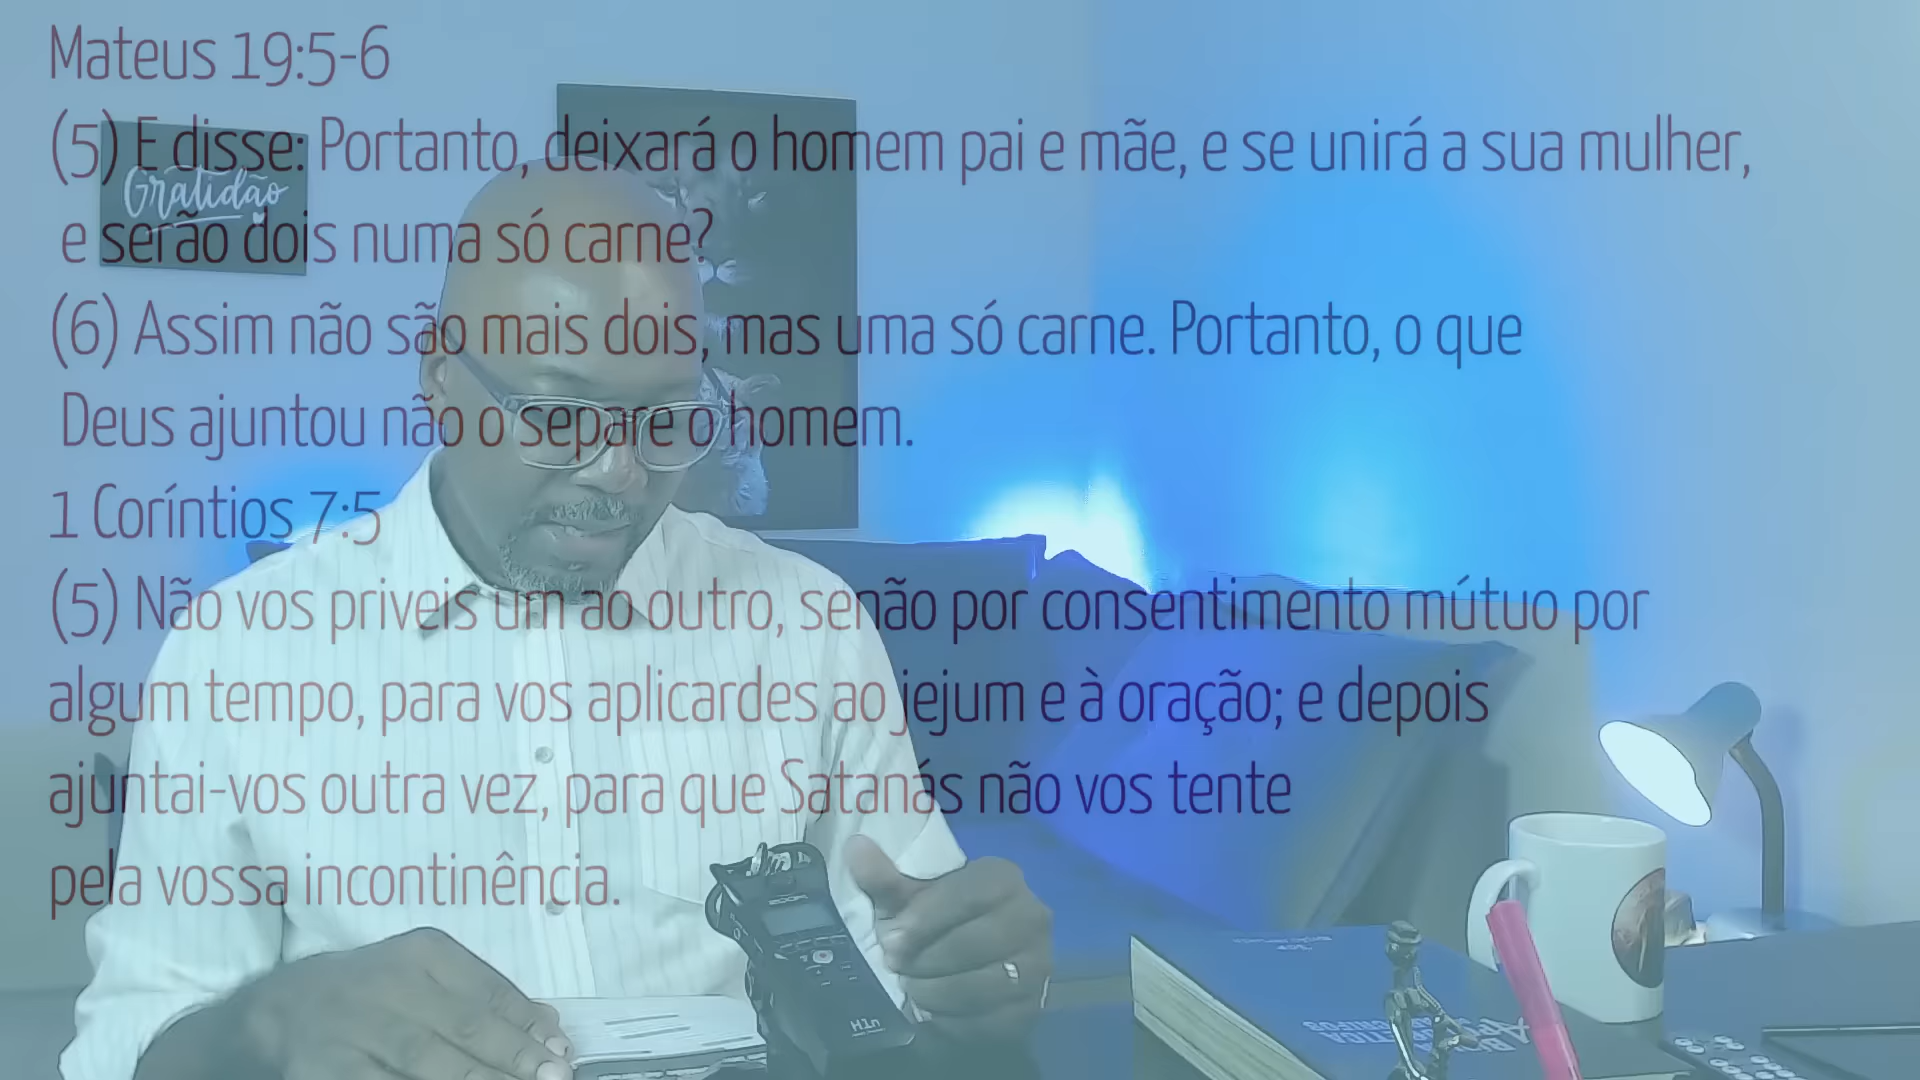 Mateus 19:5-6
(5) E disse: Portanto, deixará o homem pai e mãe, e se unirá a sua mulher,
e serão dois numa só carne?
(6) Assim não são mais dois, mas uma só carne. Portanto, o que
Deus ajuntou não o separe o homem.
1 Coríntios 7:5
(5) Não vos priveis um ao outro, senão por consentimento mútuo por
algum tempo, para vos aplicardes ao jejum e à oração; e depois
ajuntai-vos outra vez, para que Satanás não vos tente
pela vossa incontinência.
Gratidão
H1n